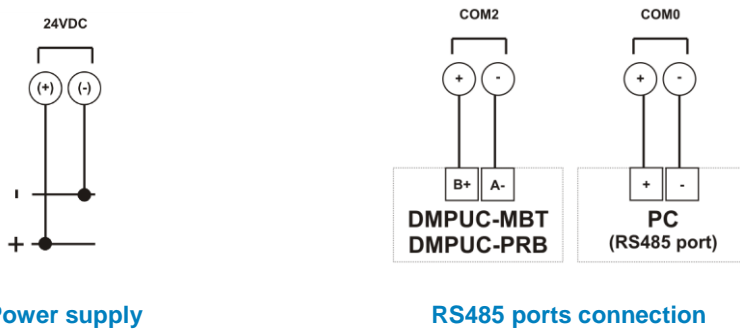 24VDC
(+) (-)
-
+
COM2 COM0
+ - + -
B+ A- + -
DMPUC-MBT PC
DMPUC-PRB (RS485 port)
ower supply RS485 ports connection